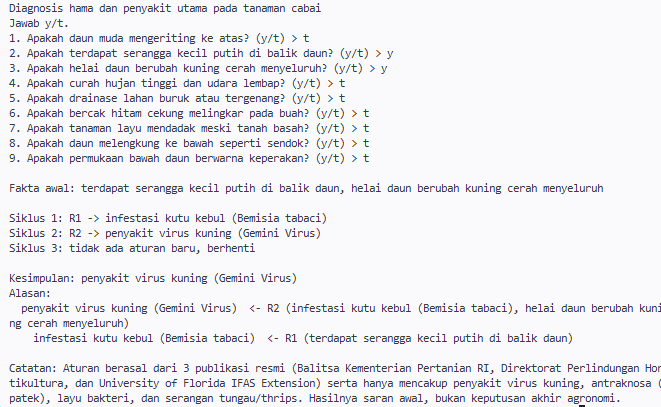 Diagnosis hama dan penyakit utama pada tanaman cabai
Jawab y/t.
1. Apakah daun muda mengeriting ke atas? (y/t) > t
2. Apakah terdapat serangga kecil putih di balik daun? (y/t) > y
3. Apakah helai daun berubah kuning cerah menyeluruh? (y/t) > y
4. Apakah curah hujan tinggi dan udara lembap? (y/t) > t
5. Apakah drainase lahan buruk atau tergenang? (y/t) > t
6. Apakah bercak hitam cekung melingkar pada buah? (y/t) > t
7. Apakah tanaman layu mendadak meski tanah basah? (y/t) > t
8. Apakah daun melengkung ke bawah seperti sendok? (y/t) > t
9. Apakah permukaan bawah daun berwarna keperakan? (y/t) > t
Fakta awal: terdapat serangga kecil putih di balik daun, helai daun berubah kuning cerah menyeluruh
Siklus 1: R1 -> infestasi kutu kebul (Bemisia tabaci)
Siklus 2: R2 -> penyakit virus kuning (Gemini Virus)
Siklus 3: tidak ada aturan baru, berhenti
Kesimpulan: penyakit virus kuning (Gemini Virus)
Alasan:
penyakit virus kuning (Gemini Virus)  <- R2 (infestasi kutu kebul (Bemisia tabaci), helai daun berubah kuni
ng cerah menyeluruh)
infestasi kutu kebul (Bemisia tabaci)  <- R1 (terdapat serangga kecil putih di balik daun)
Catatan: Aturan berasal dari 3 publikasi resmi (Balitsa Kementerian Pertanian RI, Direktorat Perlindungan Hor
tikultura, dan University of Florida IFAS Extension) serta hanya mencakup penyakit virus kuning, antraknosa (
patek), layu bakteri, dan serangan tungau/thrips. Hasilnya saran awal, bukan keputusan akhir agronomi.